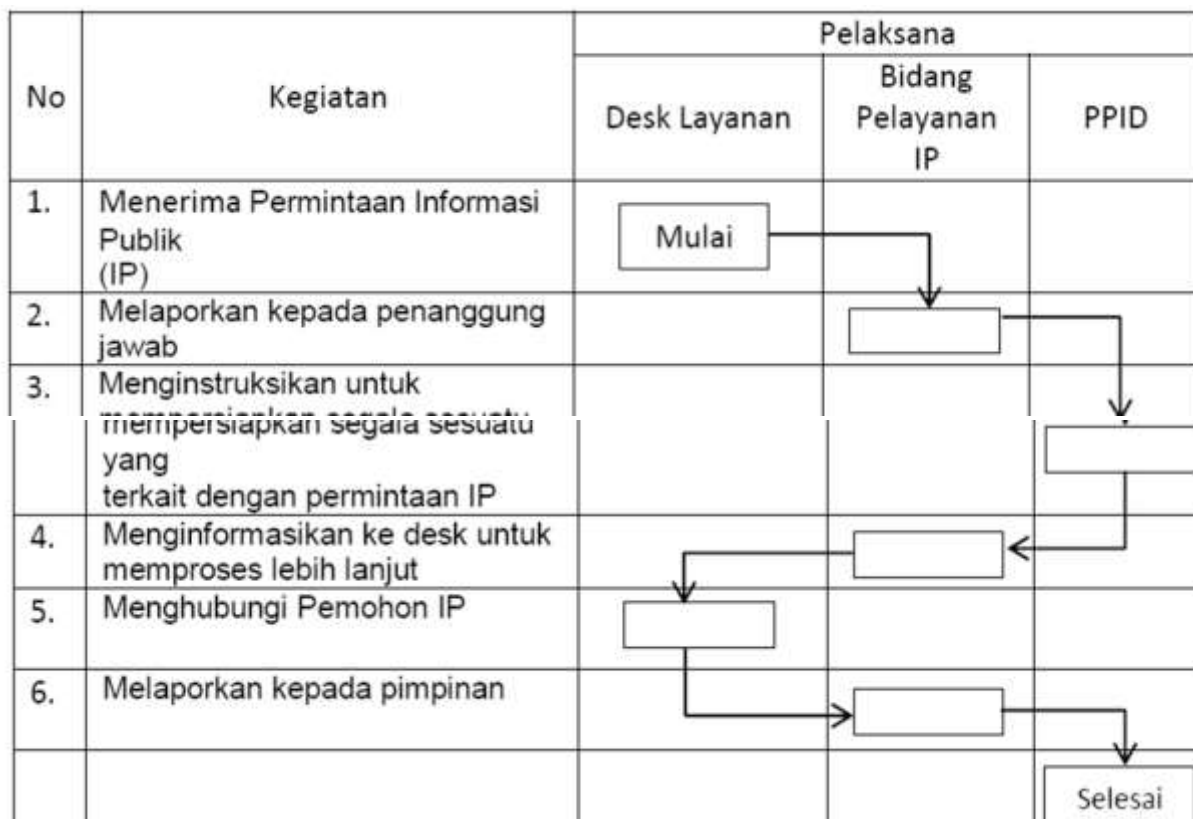 Pelaksana
No
Kegiatan
Desk Layanan
Bidang
Pelayanan
IP
PPID
1.
Menerima Permintaan Informasi
Publik
(IP)
Mulai
2.
Melaporkan kepada penanggung
jawab
3.
Menginstruksikan untuk
mempersiapkan segala sesuatu
yang
terkait dengan permintaan IP
4.
Menginformasikan ke desk untuk
memproses lebih lanjut
5.
Menghubungi Pemohon IP
6.
Melaporkan kepada pimpinan
Selesai